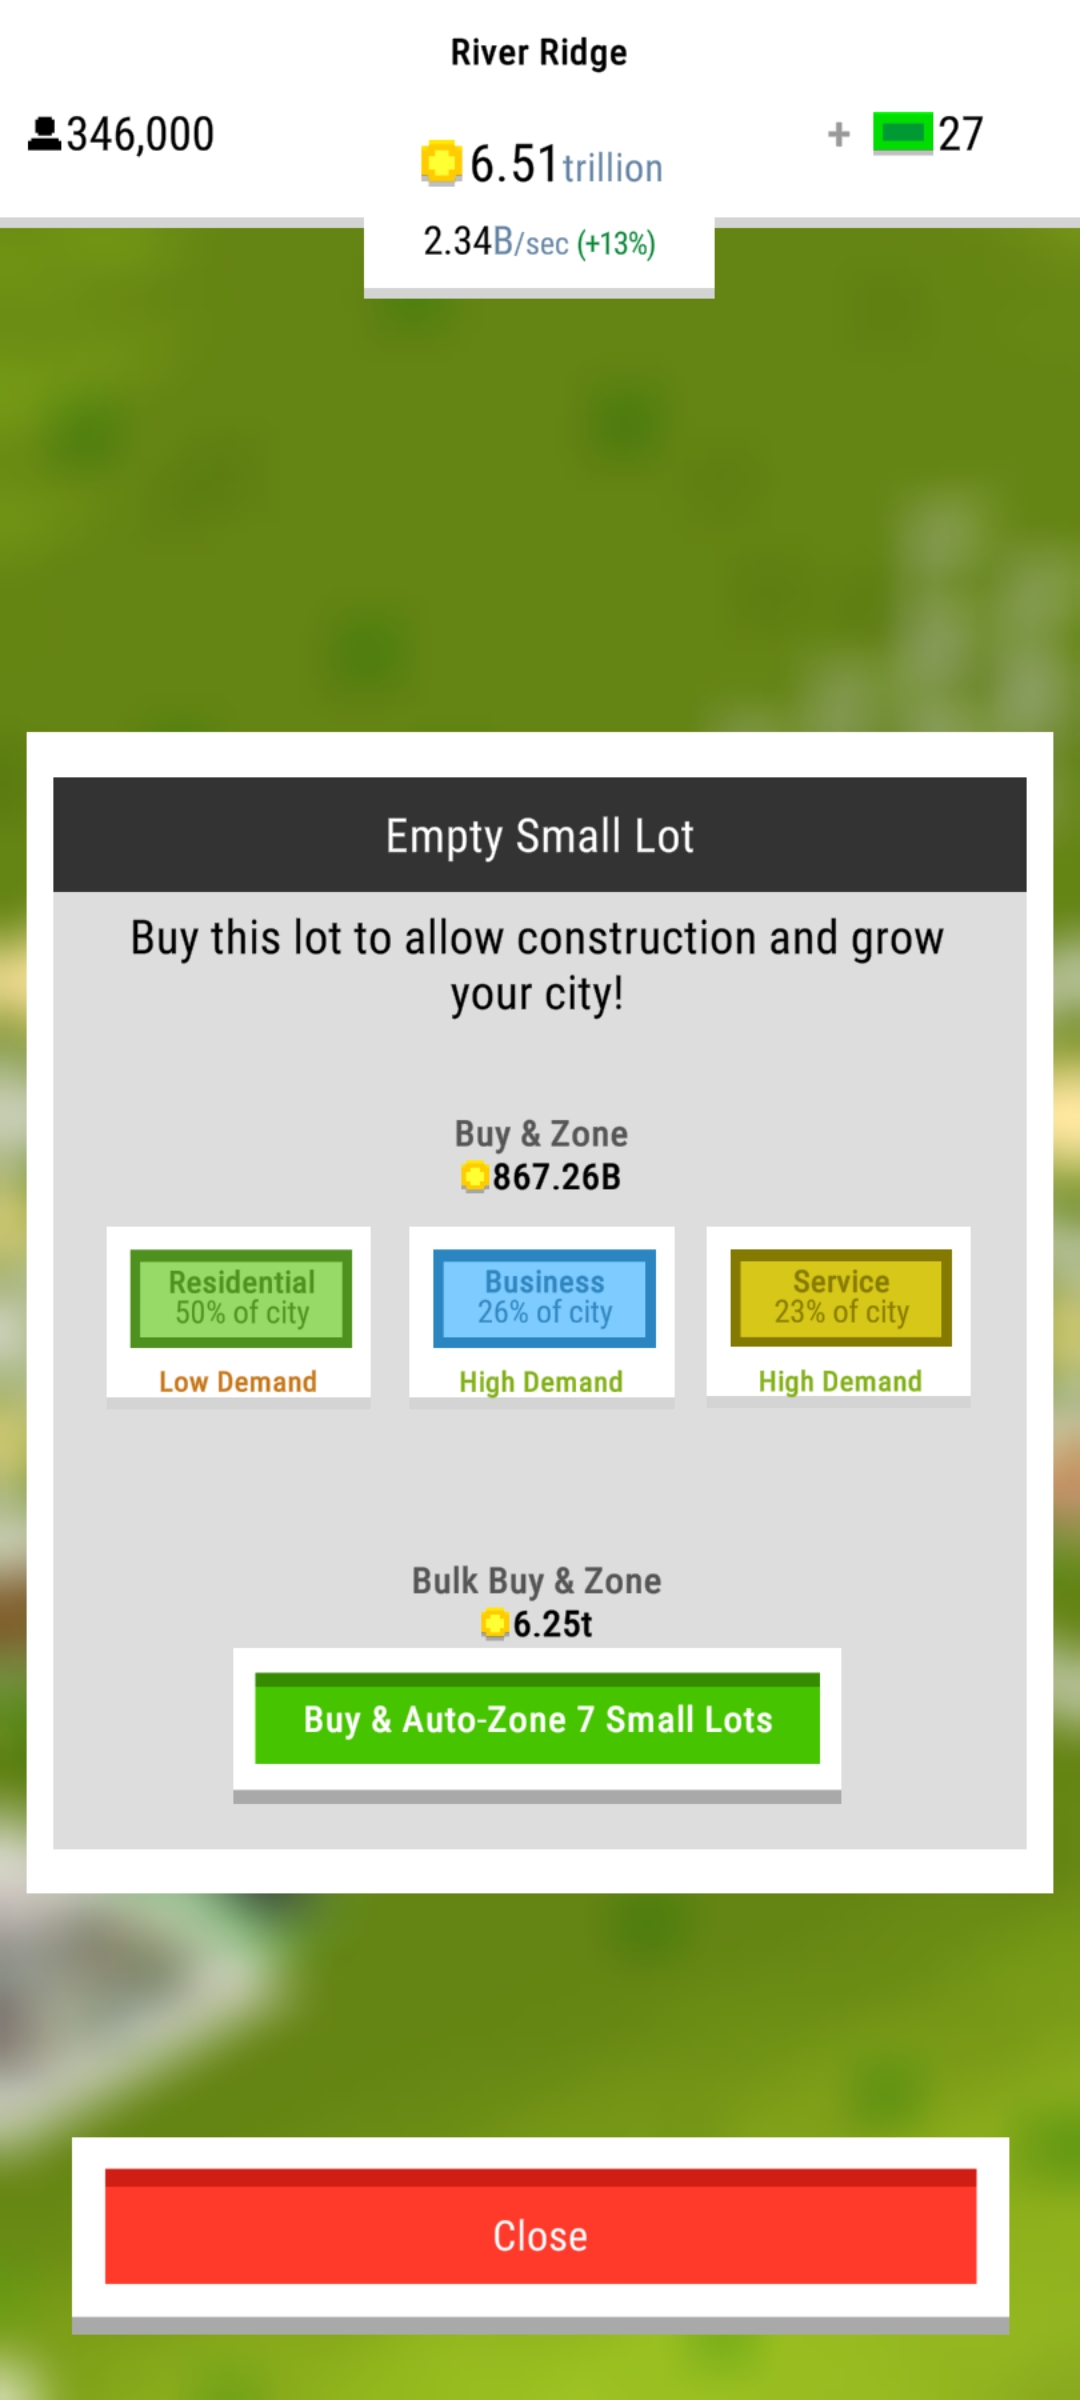 River Ridge
346,000
+ 27
6.51trillion
2.34B/sec (+13%)
Empty Small Lot
Buy this lot to allow construction and grow
your city!
Buy & Zone
867.26B
Residential
50% of city
Low Demand
Business
26% of city
High Demand
Service
23% of city
High Demand
Bulk Buy & Zone
6.25t
Buy & Auto-Zone 7 Small Lots
Close